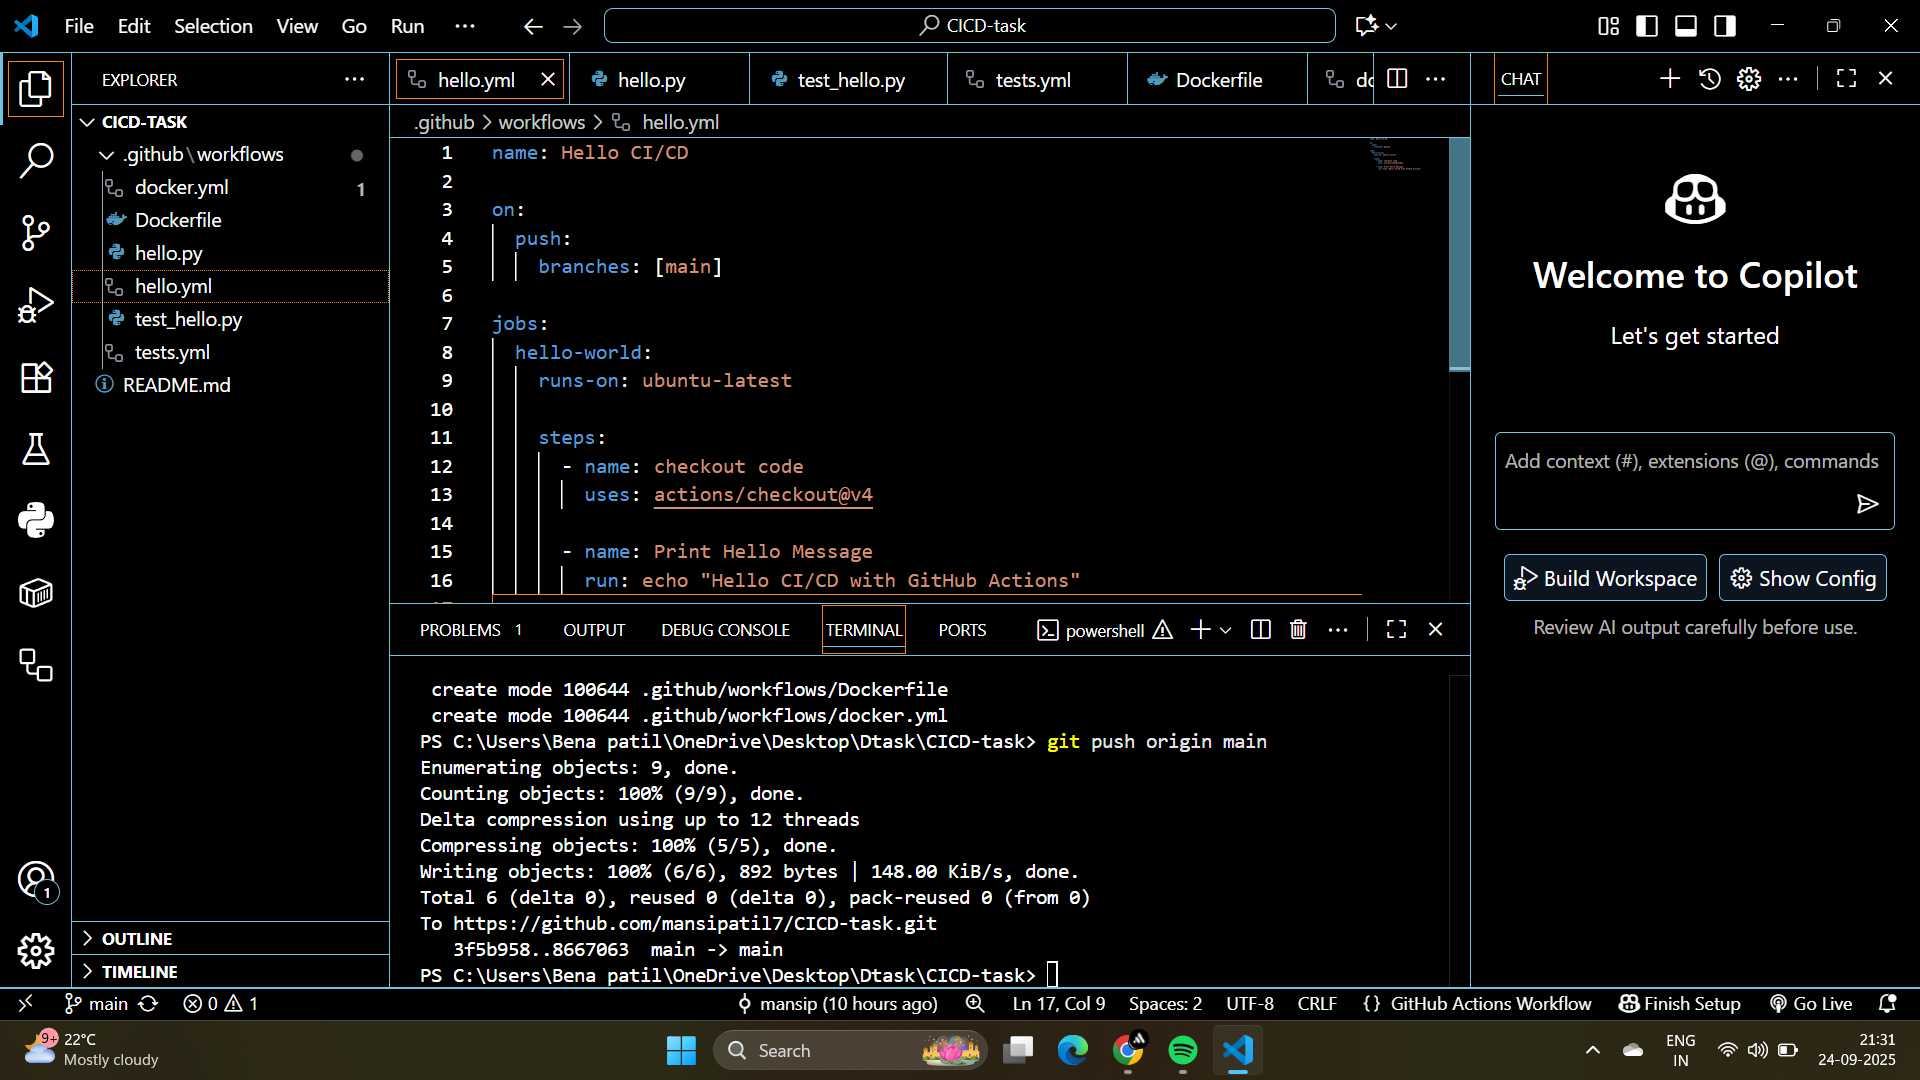 File Edit Selection View Go Run
CICD-task
EXPLORER
CICD-TASK
.github\workflows
docker.yml 1
Dockerfile
hello.py
hello.yml
test_hello.py
tests.yml
README.md
OUTLINE
TIMELINE
hello.yml hello.py test_hello.py tests.yml Dockerfile
.github > workflows > hello.yml
1 name: Hello CI/CD
2
3 on:
4 push:
5 branches: [main]
6
7 jobs:
8 hello-world:
9 runs-on: ubuntu-latest
10
11 steps:
12 - name: checkout code
13 uses: actions/checkout@v4
14
15 - name: Print Hello Message
16 run: echo "Hello CI/CD with GitHub Actions"
PROBLEMS 1 OUTPUT DEBUG CONSOLE TERMINAL PORTS powershell
create mode 100644 .github/workflows/Dockerfile
create mode 100644 .github/workflows/docker.yml
PS C:\Users\Bena patil\OneDrive\Desktop\Dtask\CICD-task> git push origin main
Enumerating objects: 9, done.
Counting objects: 100% (9/9), done.
Delta compression using up to 12 threads
Compressing objects: 100% (5/5), done.
Writing objects: 100% (6/6), 892 bytes | 148.00 KiB/s, done.
Total 6 (delta 0), reused 0 (delta 0), pack-reused 0 (from 0)
To https://github.com/mansipatil7/CICD-task.git
3f5b958..8667063 main -> main
PS C:\Users\Bena patil\OneDrive\Desktop\Dtask\CICD-task>
CHAT
Welcome to Copilot
Let's get started
Add context (#), extensions (@), commands
Build Workspace Show Config
Review AI output carefully before use.
1
main 0 1 mansip (10 hours ago) Ln 17, Col 9 Spaces: 2 UTF-8 CRLF {} GitHub Actions Workflow Finish Setup Go Live
9+ 22°C
Mostly cloudy
Search
ENG
IN
21:31
24-09-2025